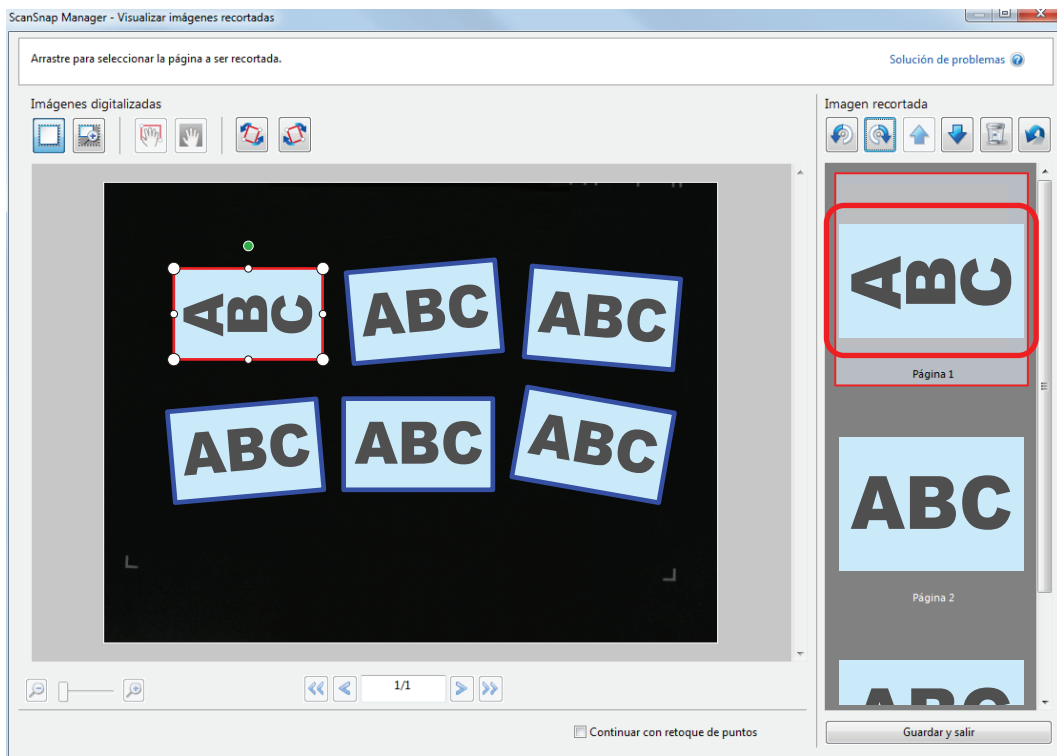 ScanSnap Manager - Visualizar imágenes recortadas
Arrastre para seleccionar la página a ser recortada.
Solución de problemas
Imágenes digitalizadas
Imagen recortada
ABC
ABC
ABC
ABC
ABC
ABC
ABC
Página 1
ABC
Página 2
ABC
1/1
Continuar con retoque de puntos
Guardar y salir